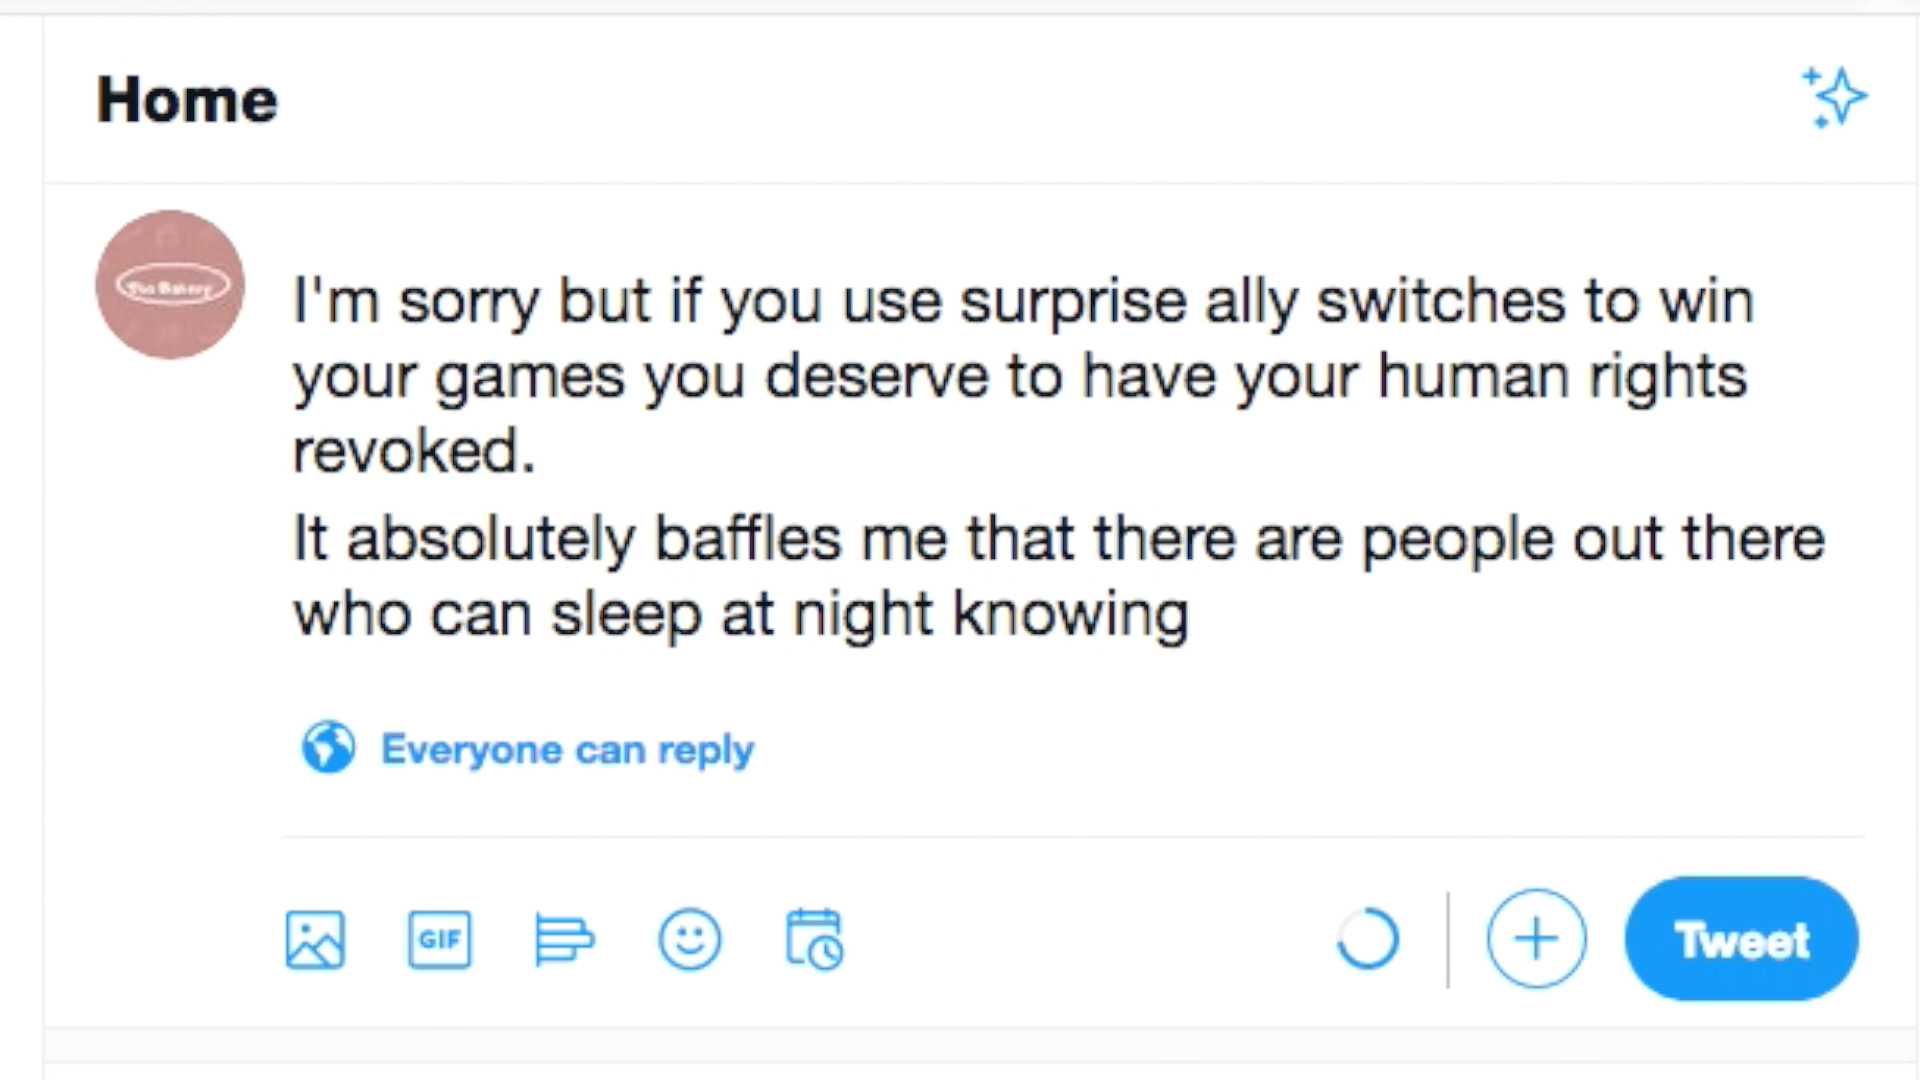 Home
The Bakery
I'm sorry but if you use surprise ally switches to win
your games you deserve to have your human rights
revoked.
It absolutely baffles me that there are people out there
who can sleep at night knowing
Everyone can reply
GIF
Tweet